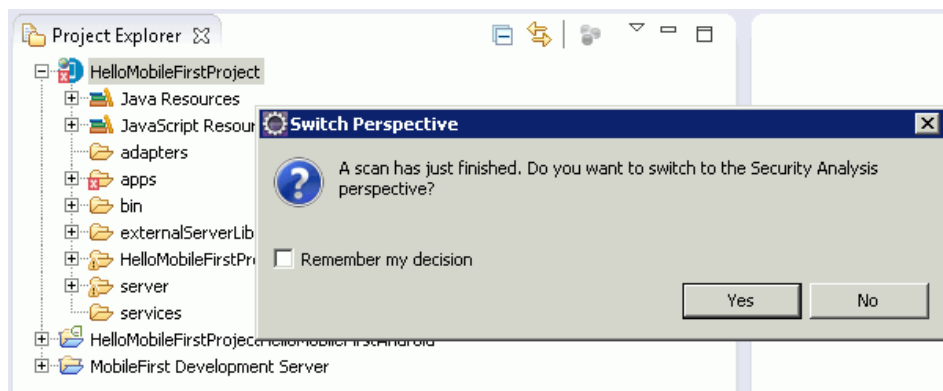 Project Explorer
HelloMobileFirstProject
Java Resources
JavaScript Resour
adapters
apps
bin
externalServerLib
HelloMobileFirstPr
server
services
HelloMobileFirstProjec
MobileFirst Development Server
Switch Perspective
A scan has just finished. Do you want to switch to the Security Analysis
perspective?
Remember my decision
Yes No